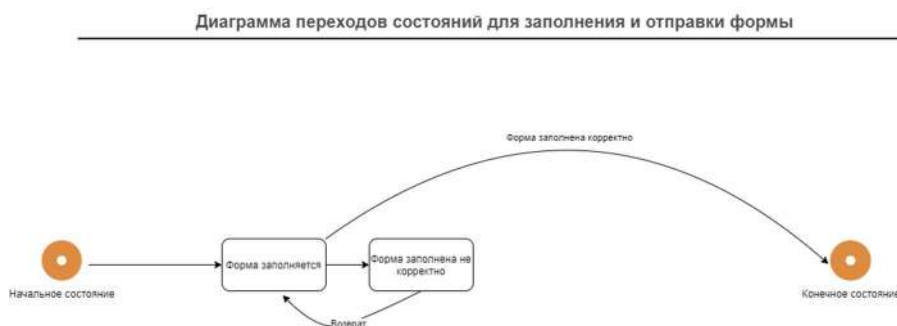 Диаграмма переходов состояний для заполнения и отправки формы
Форма заполнена корректно
Форма заполняется
Форма заполнена не
корректно
Начальное состояние
Конечное состояние
Возврат